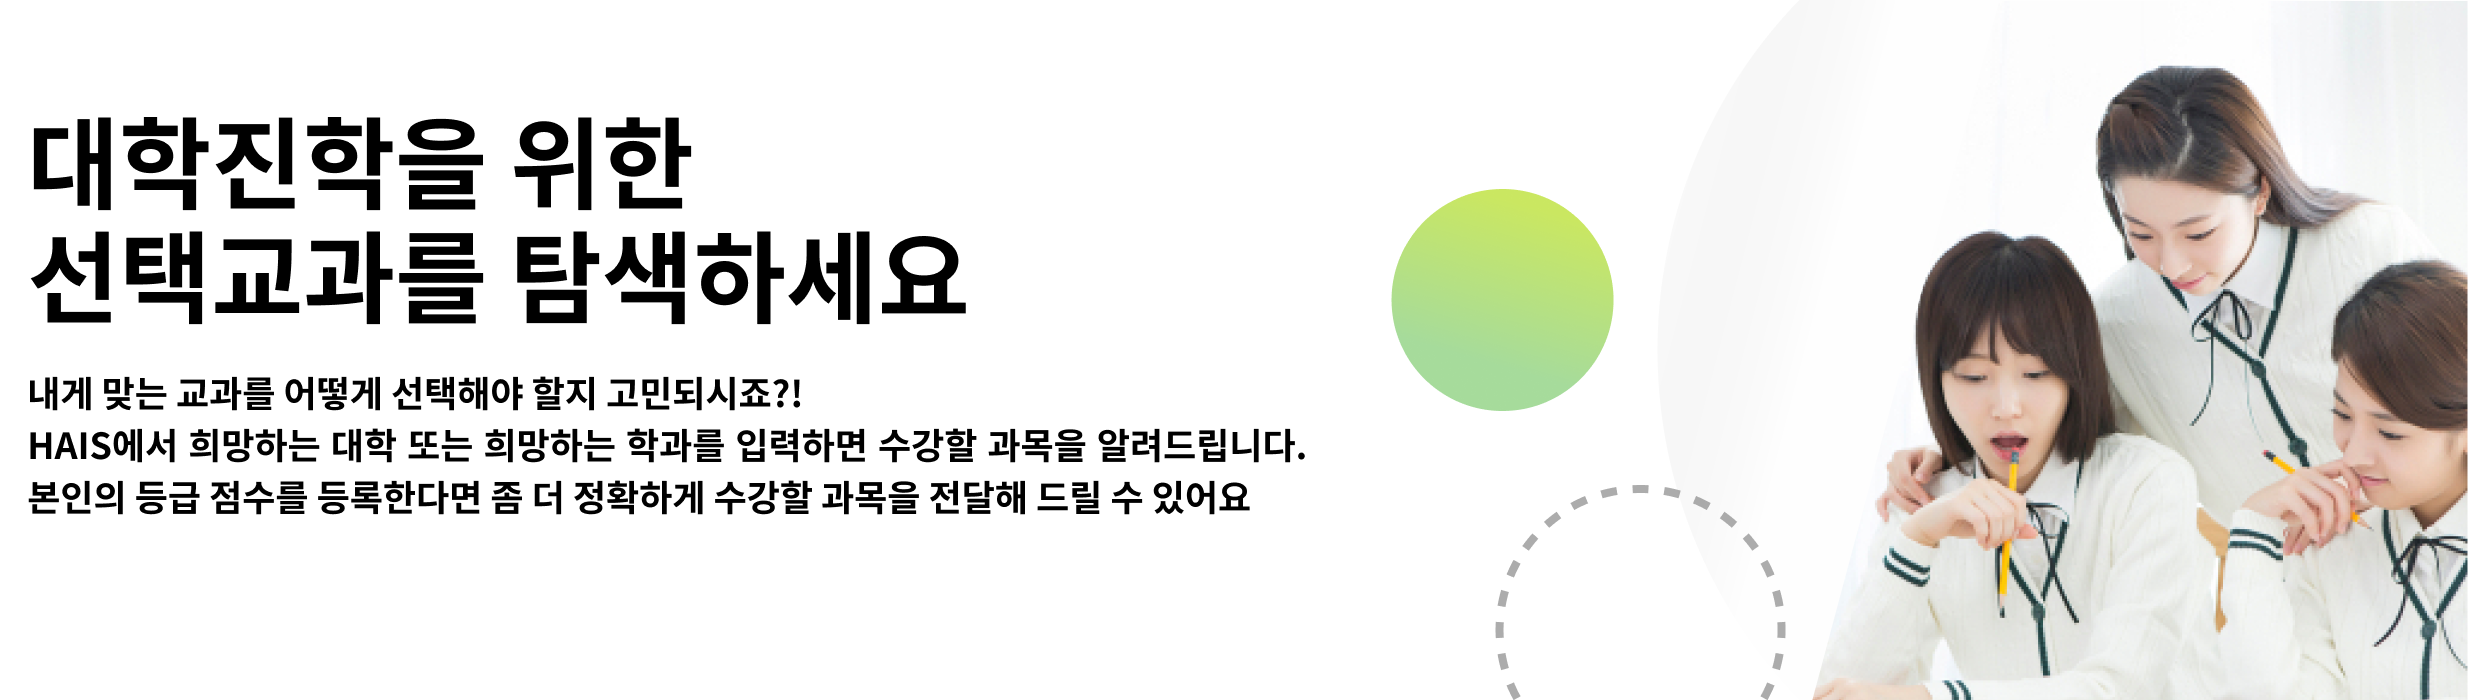 대학진학을 위한
선택교과를 탐색하세요
내게 맞는 교과를 어떻게 선택해야 할지 고민되시죠?!
HAIS에서 희망하는 대학 또는 희망하는 학과를 입력하면 수강할 과목을 알려드립니다.
본인의 등급 점수를 등록한다면 좀 더 정확하게 수강할 과목을 전달해 드릴 수 있어요